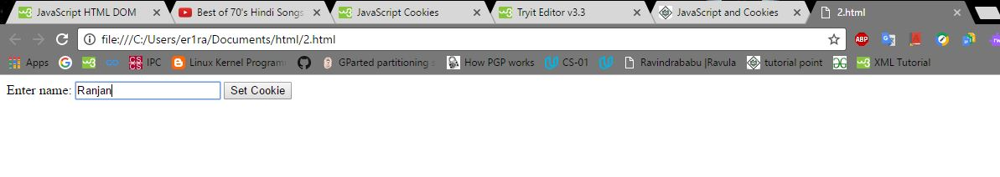 JavaScript HTML DOM Best of 70's Hindi Songs JavaScript Cookies Tryit Editor v3.3 JavaScript and Cookies 2.html
file:///C:/Users/er1ra/Documents/html/2.html ABP
Apps IPC Linux Kernel Program GParted partitioning How PGP works CS-01 Ravindrababu |Ravula tutorial point XML Tutorial
Enter name: Ranjan Set Cookie